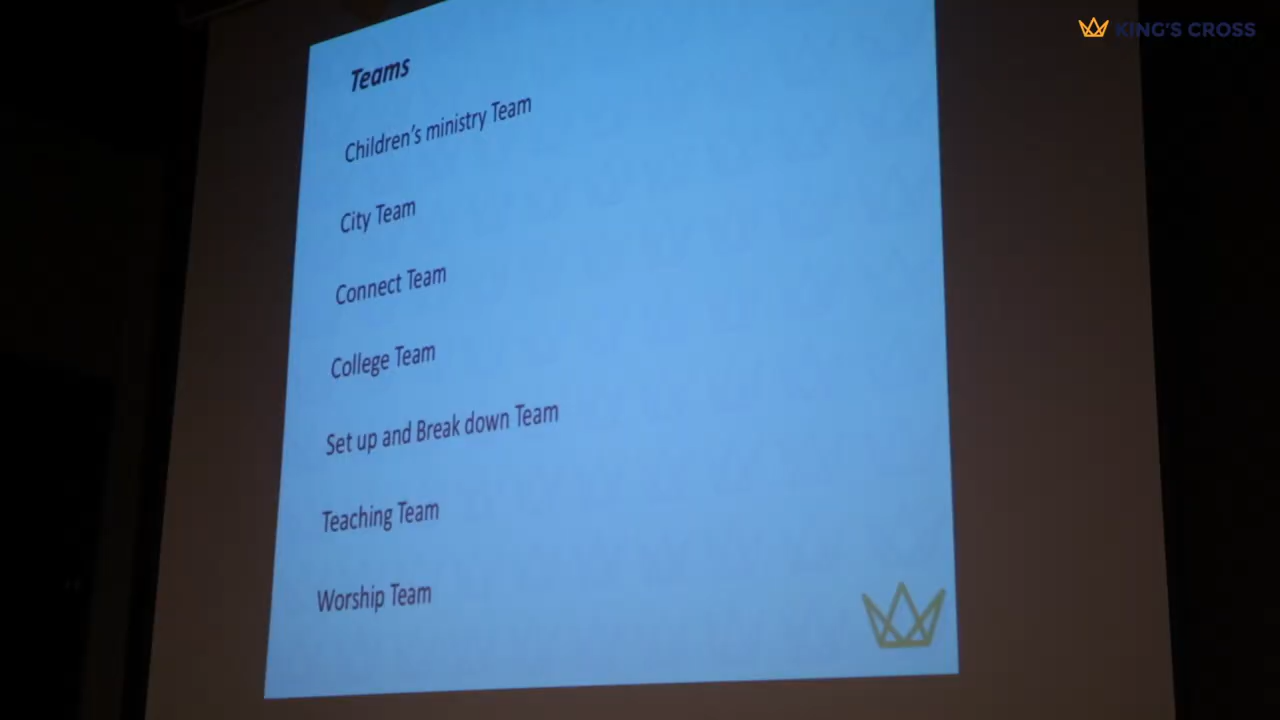 KING'S CROSS
Teams
Children's ministry Team
City Team
Connect Team
College Team
Set up and Break down Team
Teaching Team
Worship Team